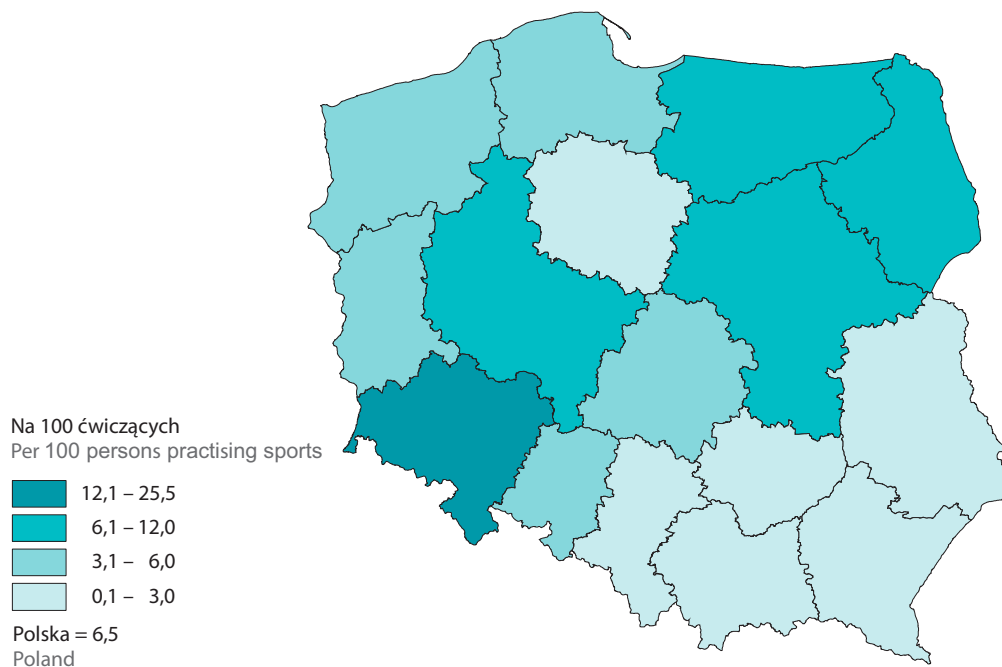 Na 100 ćwiczących
Per 100 persons practising sports
12,1 – 25,5
6,1 – 12,0
3,1 – 6,0
0,1 – 3,0
Polska = 6,5
Poland